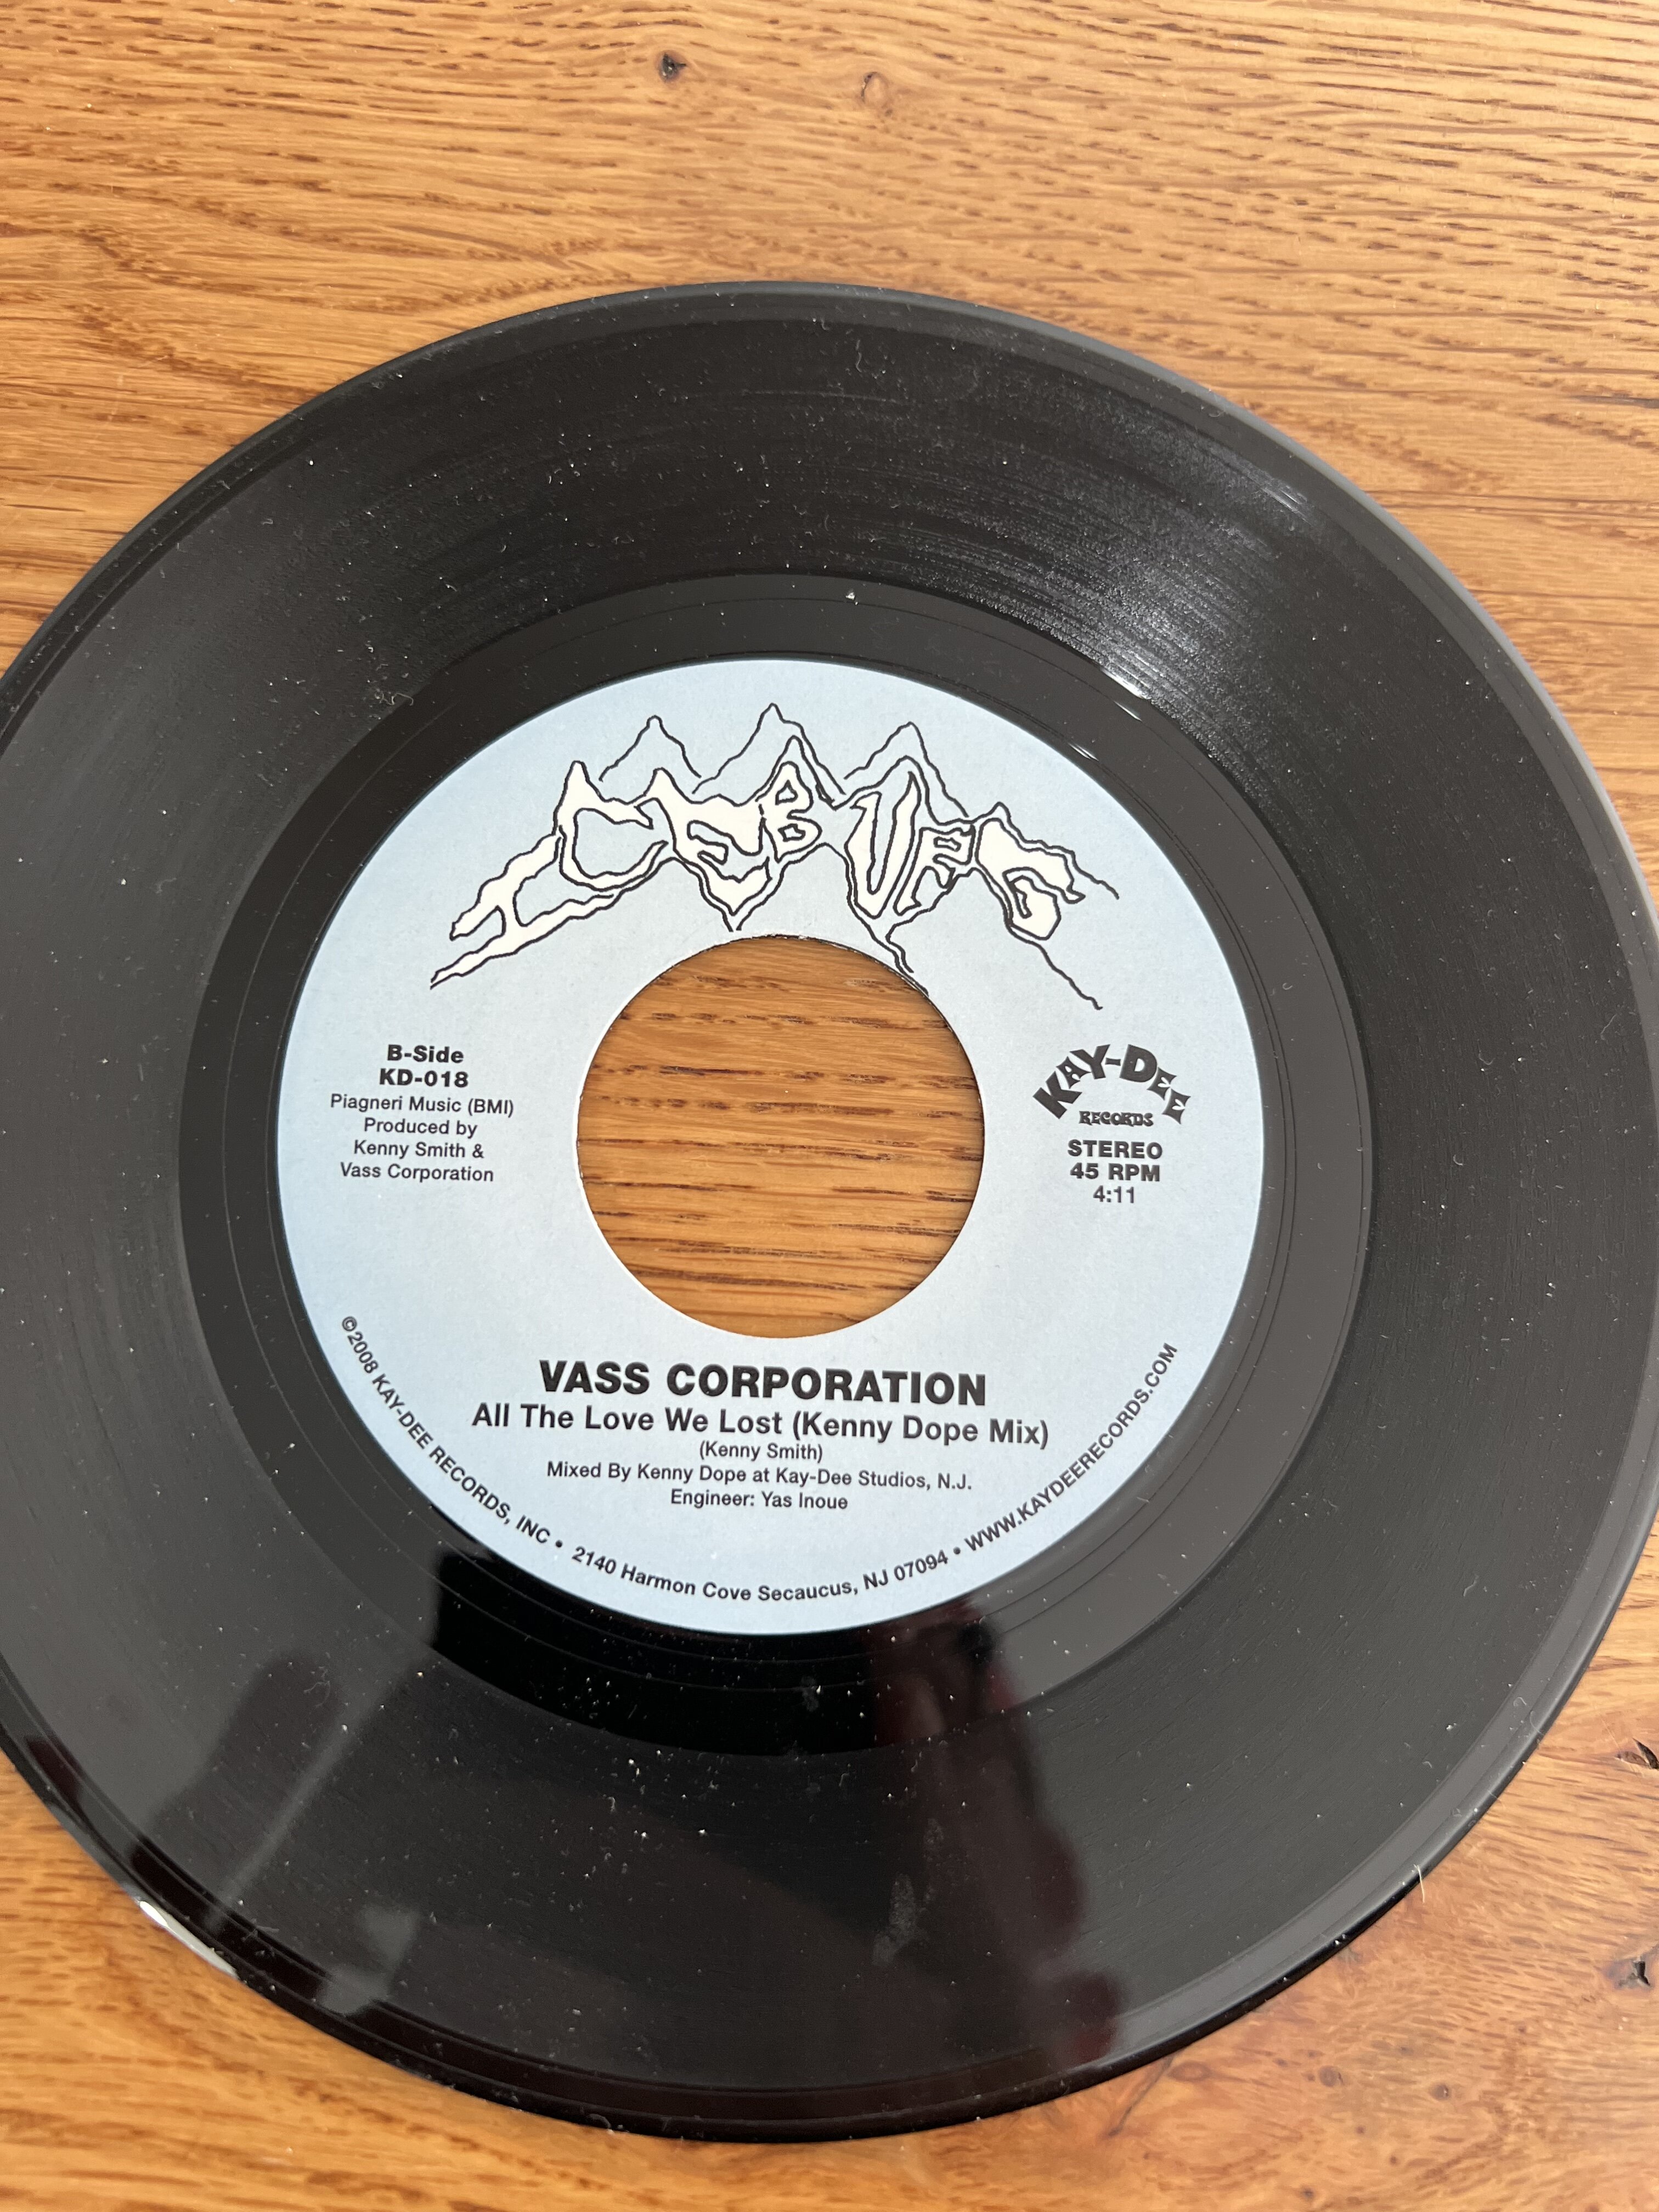 ICEBURG
B-Side
KD-018
Piagneri Music (BMI)
Produced by
Kenny Smith &
Vass Corporation
KAY-DEE
RECORDS
STEREO
45 RPM
4:11
VASS CORPORATION
All The Love We Lost (Kenny Dope Mix)
(Kenny Smith)
Mixed By Kenny Dope at Kay-Dee Studios, N.J.
Engineer: Yas Inoue
©2008 KAY-DEE RECORDS, INC • 2140 Harmon Cove Secaucus, NJ 07094 • WWW.KAYDEERECORDS.COM